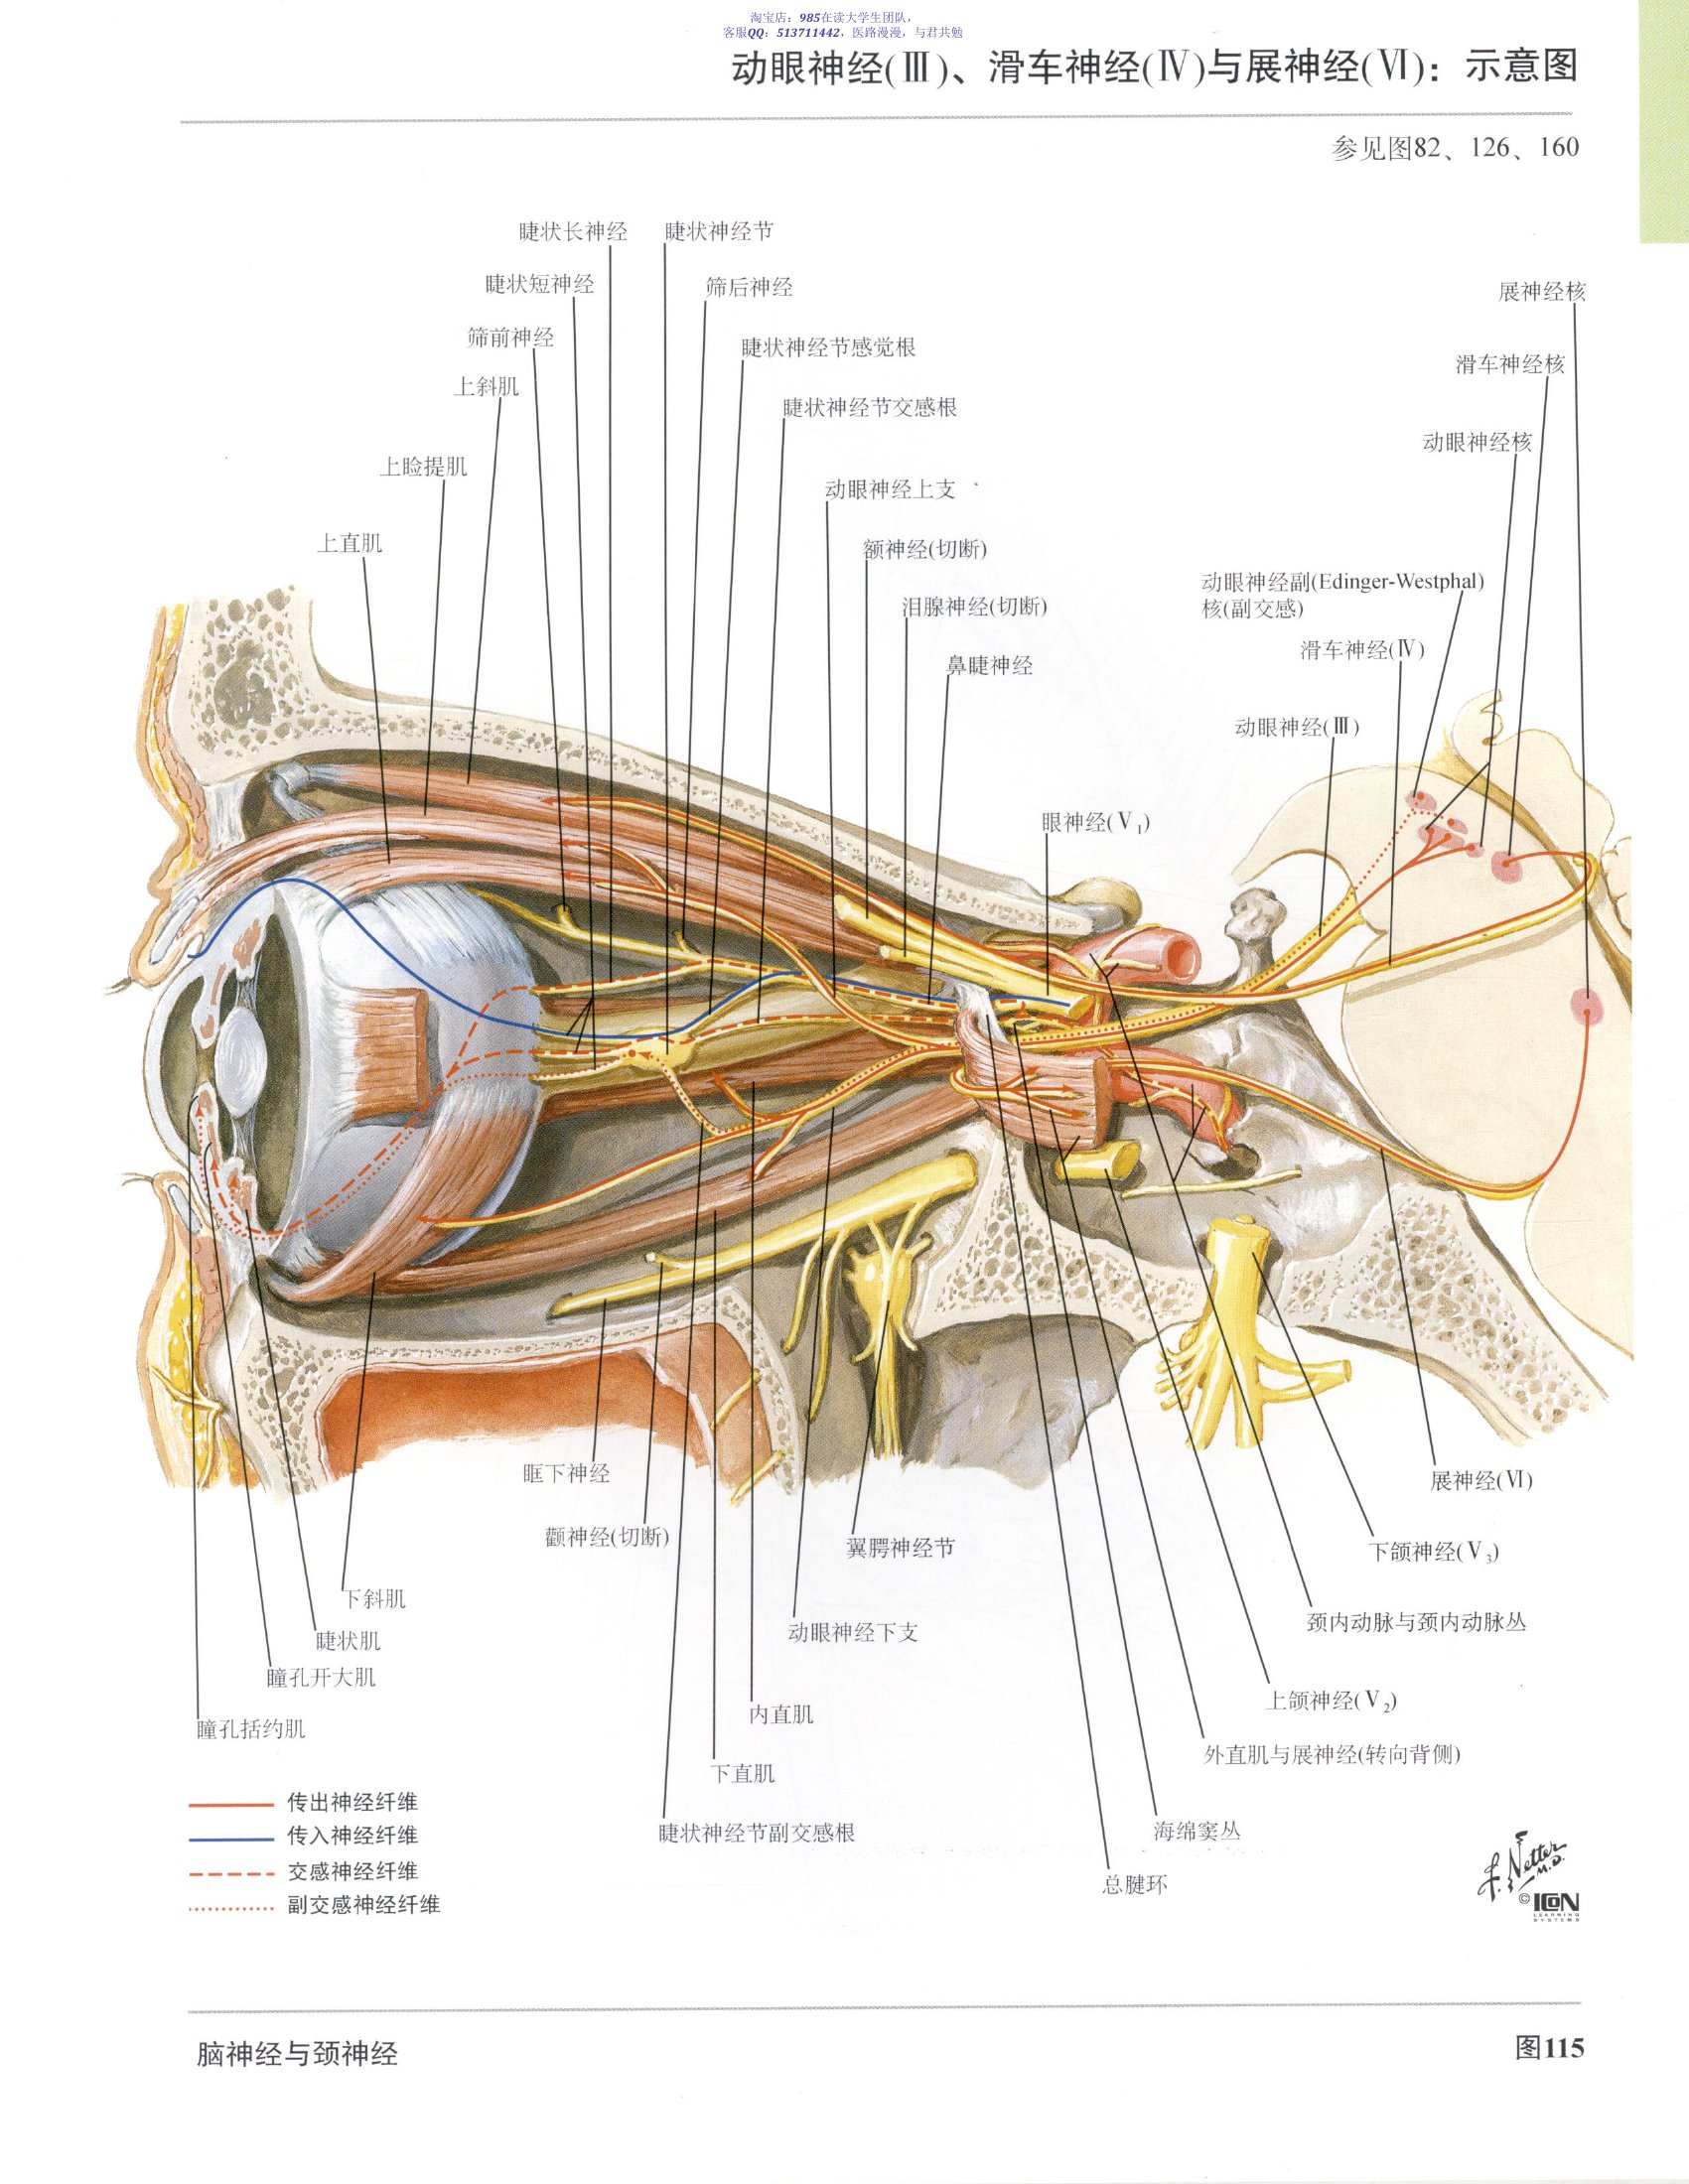 淘宝店：985在读大学生团队，
客服QQ：513711442，医路漫漫，与君共勉
动眼神经(Ⅲ)、滑车神经(Ⅳ)与展神经(Ⅵ)：示意图
参见图82、126、160
睫状长神经
睫状神经节
睫状短神经
筛后神经
展神经核
筛前神经
睫状神经节感觉根
滑车神经核
上斜肌
睫状神经节交感根
动眼神经核
上睑提肌
动眼神经上支
上直肌
额神经(切断)
动眼神经副(Edinger-Westphal)
核(副交感)
泪腺神经(切断)
滑车神经(Ⅳ)
鼻睫神经
动眼神经(Ⅲ)
眼神经(V₁)
眶下神经
展神经(Ⅵ)
颧神经(切断)
翼腭神经节
下颌神经(V₃)
下斜肌
动眼神经下支
颈内动脉与颈内动脉丛
睫状肌
瞳孔开大肌
上颌神经(V₂)
内直肌
瞳孔括约肌
外直肌与展神经(转向背侧)
下直肌
睫状神经节副交感根
海绵窦丛
总腱环
传出神经纤维
传入神经纤维
交感神经纤维
副交感神经纤维
F. Netter
M.D.
© ICON
LEARNING
SYSTEMS
脑神经与颈神经
图115